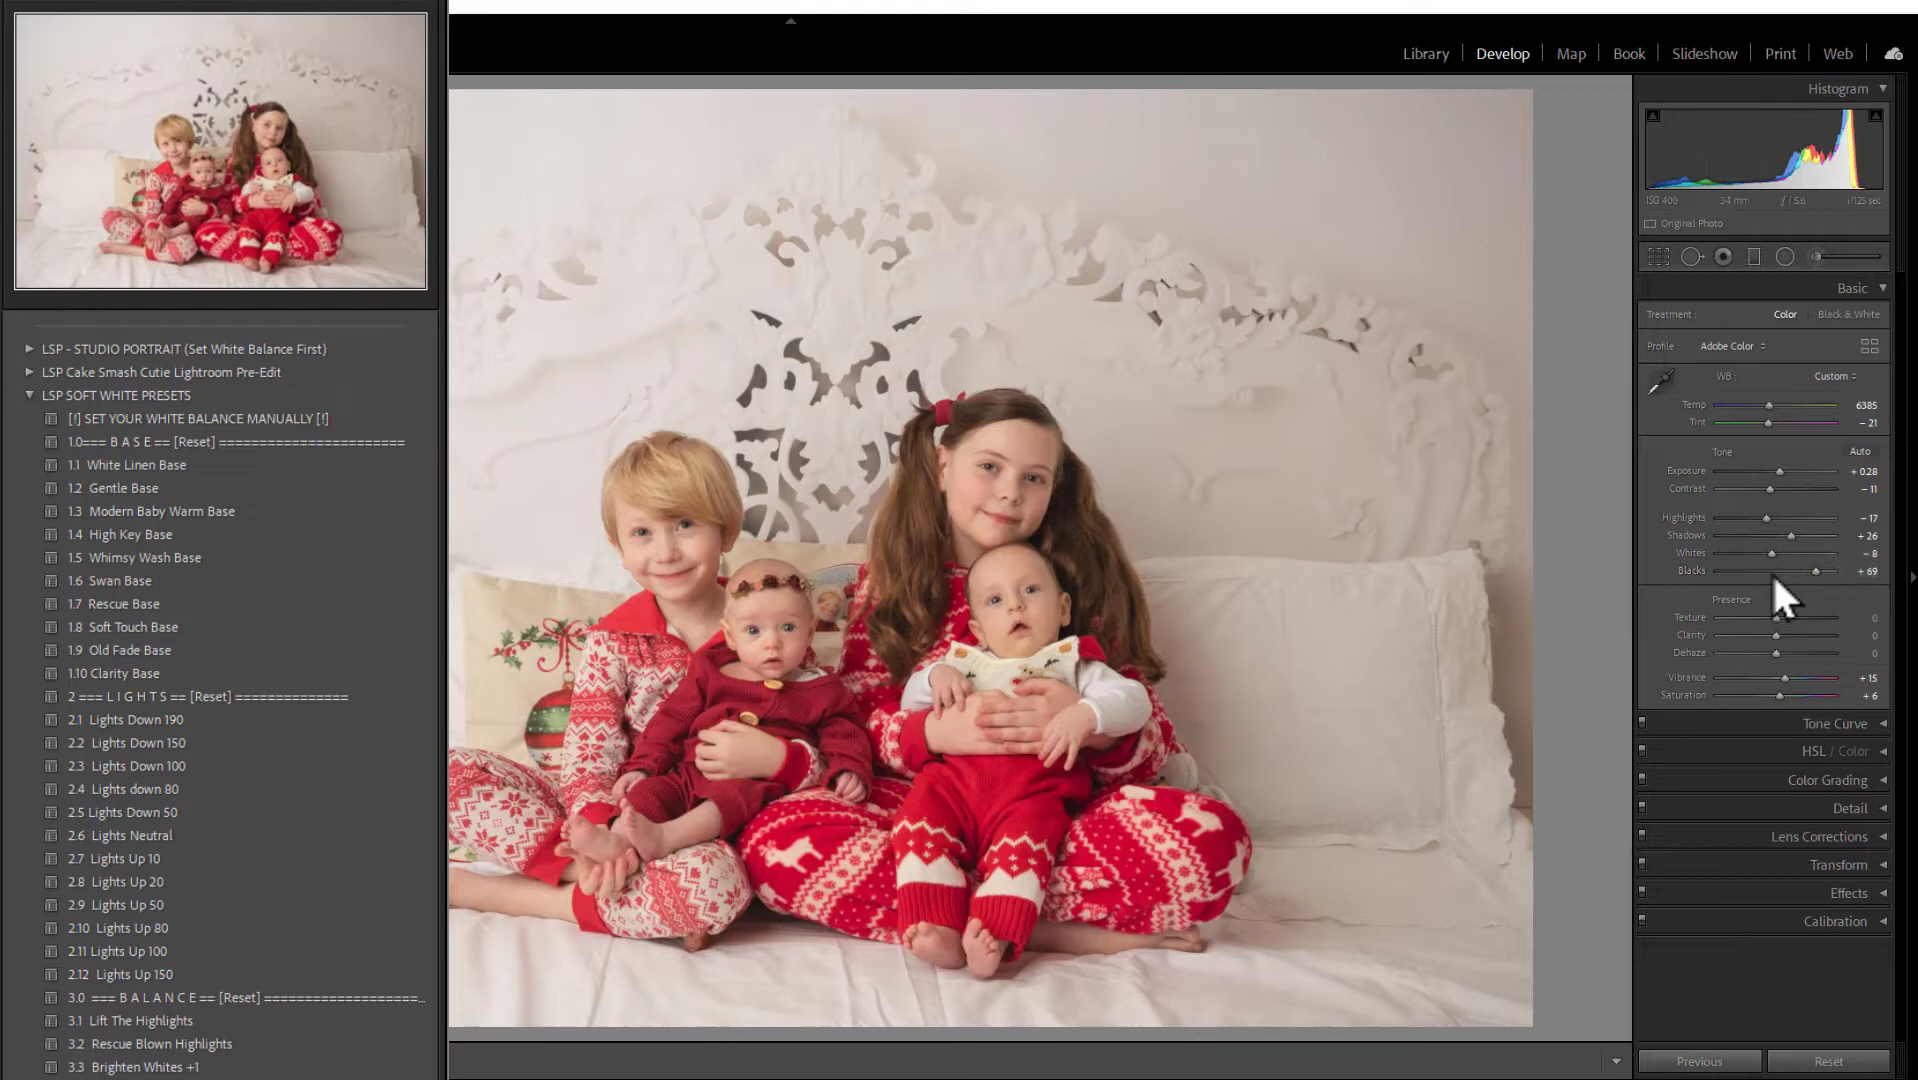 Library Develop Map Book Slideshow Print Web
LSP - STUDIO PORTRAIT (Set White Balance First)
LSP Cake Smash Cutie Lightroom Pre-Edit
LSP SOFT WHITE PRESETS
[!] SET YOUR WHITE BALANCE MANUALLY [!]
1.0=== B A S E == [Reset] =======================
1.1 White Linen Base
1.2 Gentle Base
1.3 Modern Baby Warm Base
1.4 High Key Base
1.5 Whimsy Wash Base
1.6 Swan Base
1.7 Rescue Base
1.8 Soft Touch Base
1.9 Old Fade Base
1.10 Clarity Base
2 === L I G H T S == [Reset] ==============
2.1 Lights Down 190
2.2 Lights Down 150
2.3 Lights Down 100
2.4 Lights down 80
2.5 Lights Down 50
2.6 Lights Neutral
2.7 Lights Up 10
2.8 Lights Up 20
2.9 Lights Up 50
2.10 Lights Up 80
2.11 Lights Up 100
2.12 Lights Up 150
3.0 === B A L A N C E == [Reset] ===================...
3.1 Lift The Highlights
3.2 Rescue Blown Highlights
3.3 Brighten Whites +1
Histogram
ISO 400 34 mm ƒ / 5.6 1/125 sec
Original Photo
Basic
Treatment : Color Black & White
Profile : Adobe Color
WB : Custom
Temp 6385
Tint - 21
Tone Auto
Exposure + 0.28
Contrast - 11
Highlights - 17
Shadows + 26
Whites - 8
Blacks + 69
Presence
Texture 0
Clarity 0
Dehaze 0
Vibrance + 15
Saturation + 6
Tone Curve
HSL / Color
Color Grading
Detail
Lens Corrections
Transform
Effects
Calibration
Previous Reset